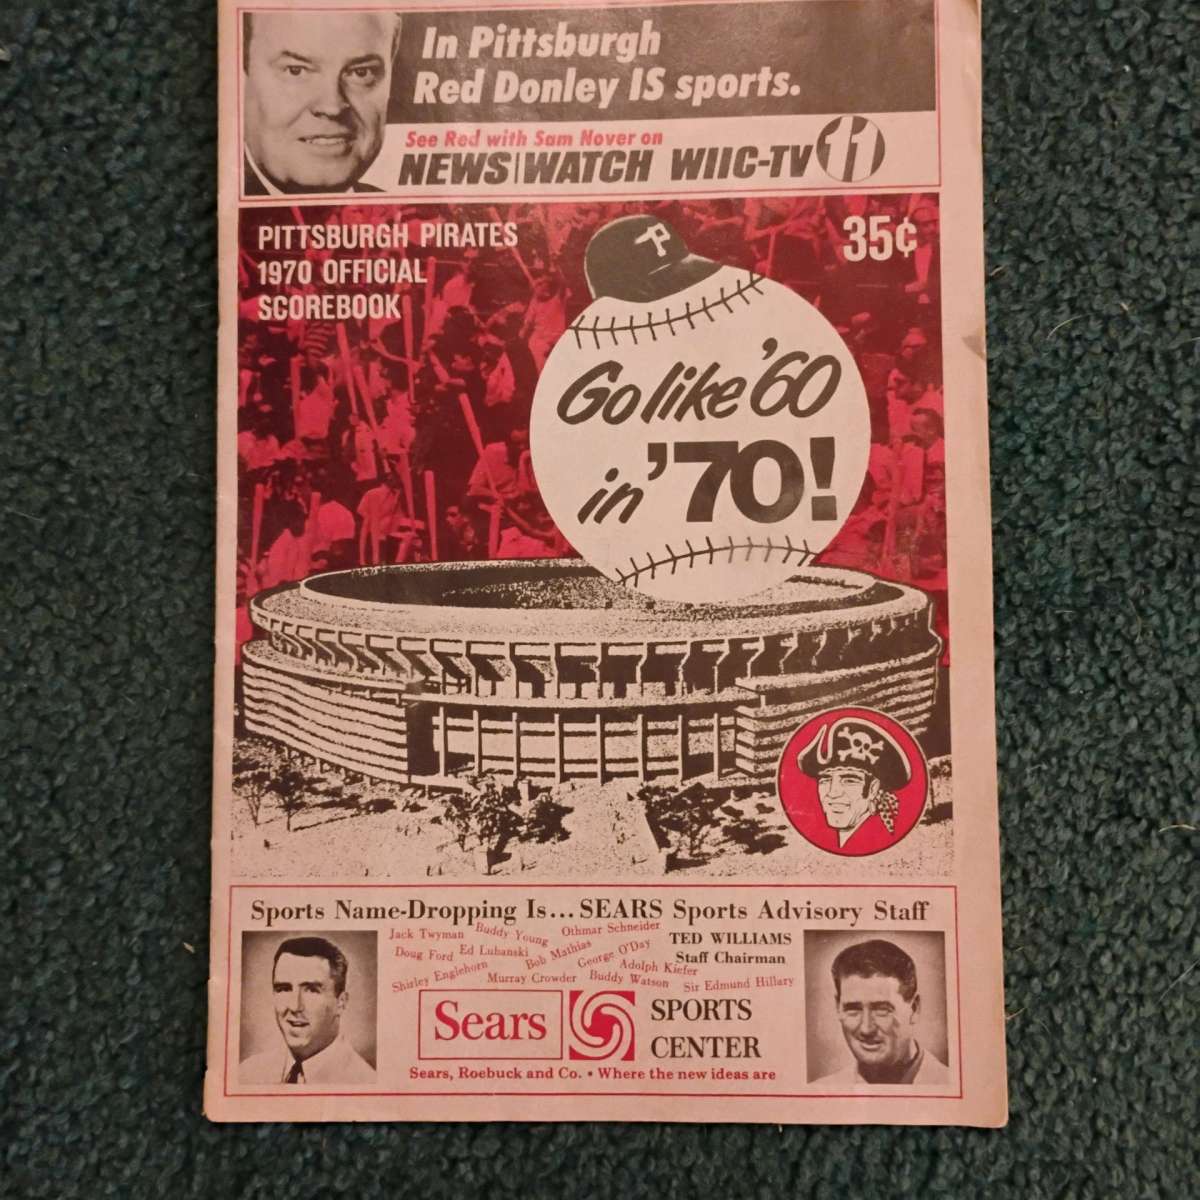 In Pittsburgh
Red Donley IS sports.
See Red with Sam Nover on
NEWS|WATCH WIIC-TV 11
PITTSBURGH PIRATES
1970 OFFICIAL
SCOREBOOK
35¢
P
Go like '60
in '70!
Sports Name-Dropping Is... SEARS Sports Advisory Staff
Jack Twyman Buddy Young Othmar Schneider
Doug Ford Ed Lubanski Bob Mathias George O'Day
Shirley Englehorn Murray Crowder Buddy Watson Adolph Kiefer Sir Edmund Hillary
TED WILLIAMS
Staff Chairman
Sears
SPORTS
CENTER
Sears, Roebuck and Co. • Where the new ideas are